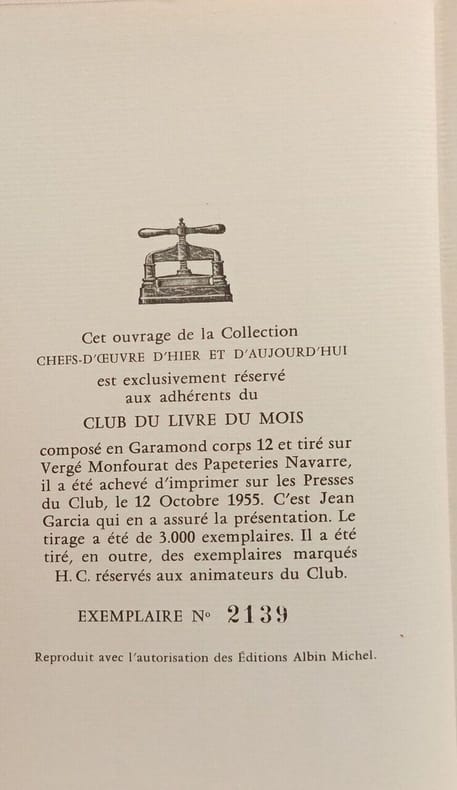 Cet ouvrage de la Collection
CHEFS-D'ŒUVRE D'HIER ET D'AUJOURD'HUI
est exclusivement réservé
aux adhérents du
CLUB DU LIVRE DU MOIS
composé en Garamond corps 12 et tiré sur
Vergé Monfourat des Papeteries Navarre,
il a été achevé d'imprimer sur les Presses
du Club, le 12 Octobre 1955. C'est Jean
Garcia qui en a assuré la présentation. Le
tirage a été de 3.000 exemplaires. Il a été
tiré, en outre, des exemplaires marqués
H. C. réservés aux animateurs du Club.
EXEMPLAIRE Nº 2139
Reproduit avec l'autorisation des Éditions Albin Michel.